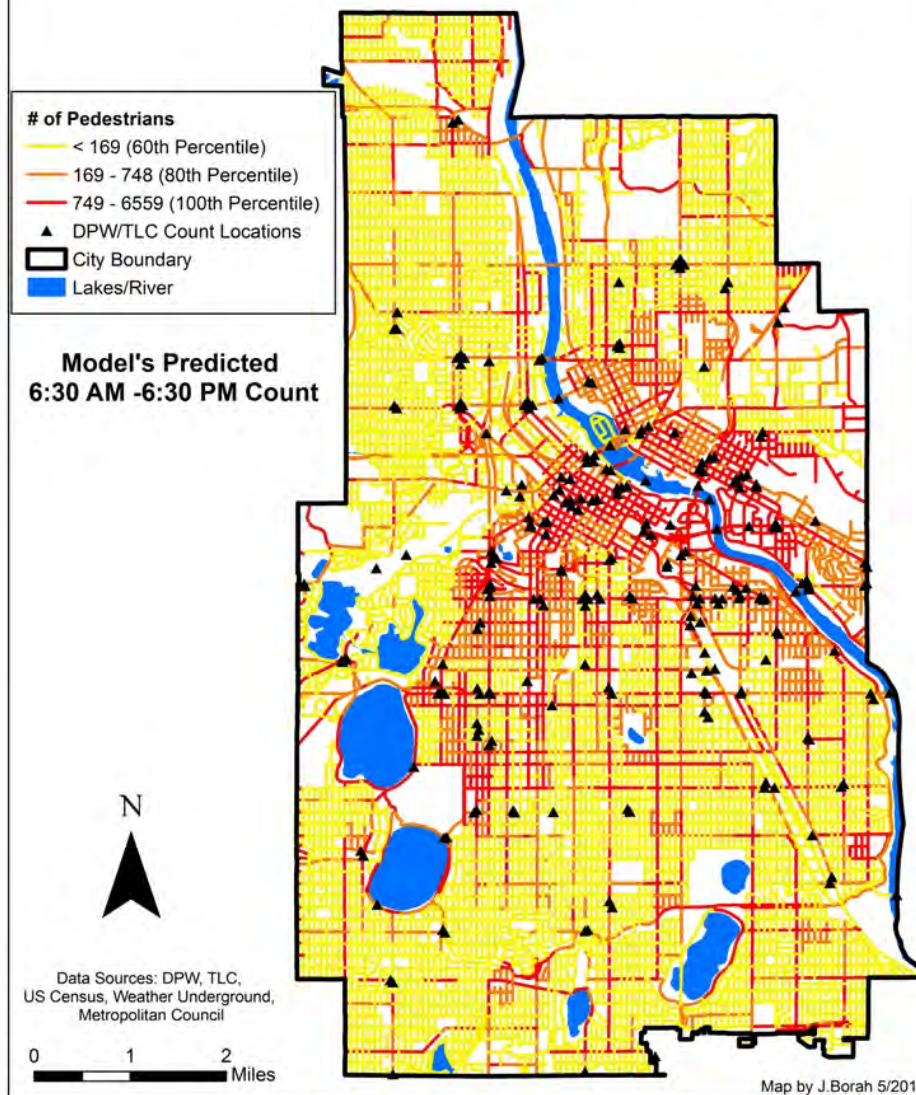 # of Pedestrians
< 169 (60th Percentile)
169 - 748 (80th Percentile)
749 - 6559 (100th Percentile)
DPW/TLC Count Locations
City Boundary
Lakes/River
Model's Predicted
6:30 AM -6:30 PM Count
N
Data Sources: DPW, TLC,
US Census, Weather Underground,
Metropolitan Council
0 1 2
Miles
Map by J.Borah 5/201